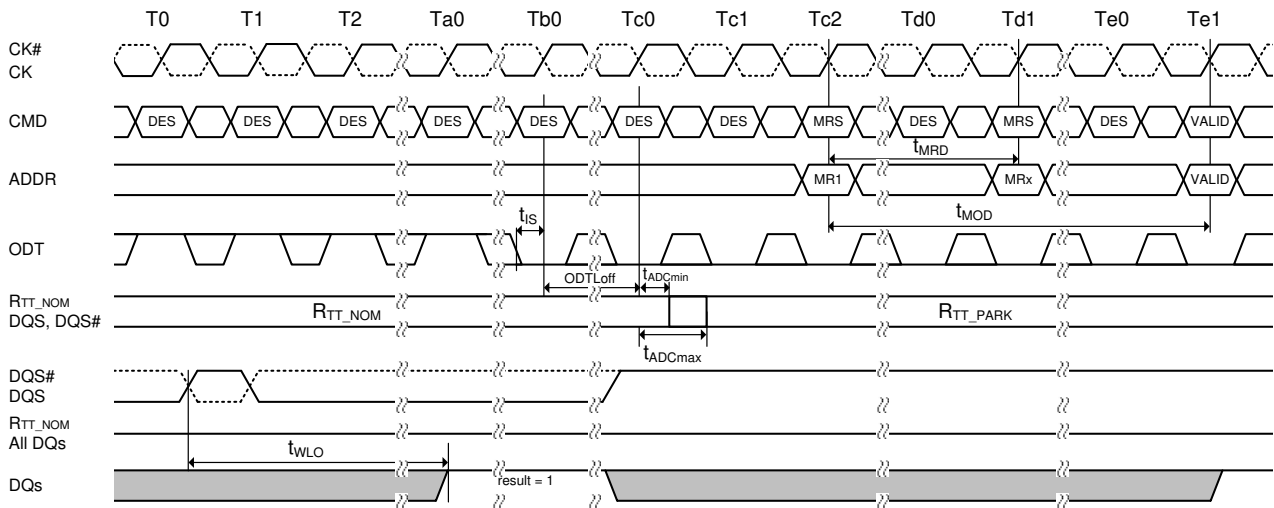 T0 T1 T2 Ta0 Tb0 Tc0 Tc1 Tc2 Td0 Td1 Te0 Te1
CK#
CK
CMD DES DES DES DES DES DES DES MRS DES MRS DES VALID
tMRD
ADDR MR1 MRx VALID
tIS tMOD
ODT
ODTLoff tADCmin
RTT_NOM
DQS, DQS# RTT_NOM RTT_PARK
tADCmax
DQS#
DQS
RTT_NOM
All DQs
tWLO
DQs result = 1